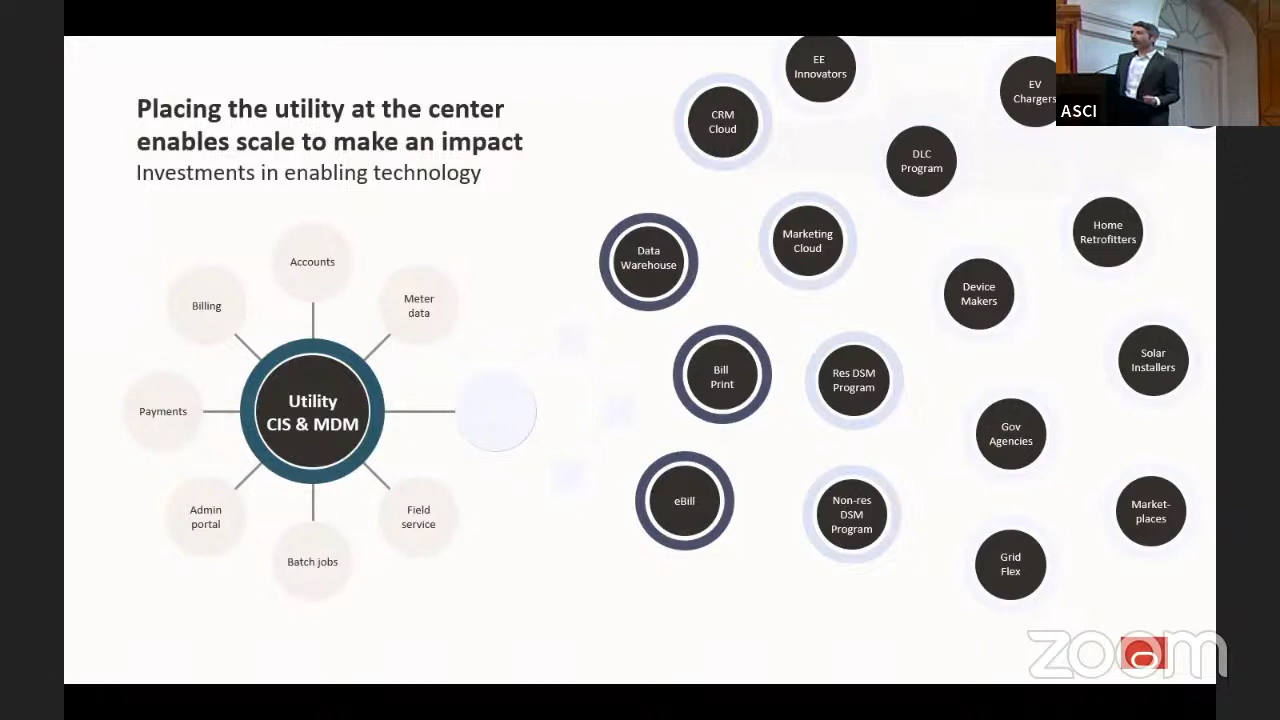 Placing the utility at the center
enables scale to make an impact
Investments in enabling technology
Accounts
Billing
Meter
data
Payments
Utility
CIS & MDM
Admin
portal
Field
service
Batch jobs
EE
Innovators
CRM
Cloud
EV
Chargers
ASCI
DLC
Program
Data
Warehouse
Marketing
Cloud
Home
Retrofitters
Device
Makers
Bill
Print
Res DSM
Program
Solar
Installers
Gov
Agencies
eBill
Non-res
DSM
Program
Market-
places
Grid
Flex
zoom